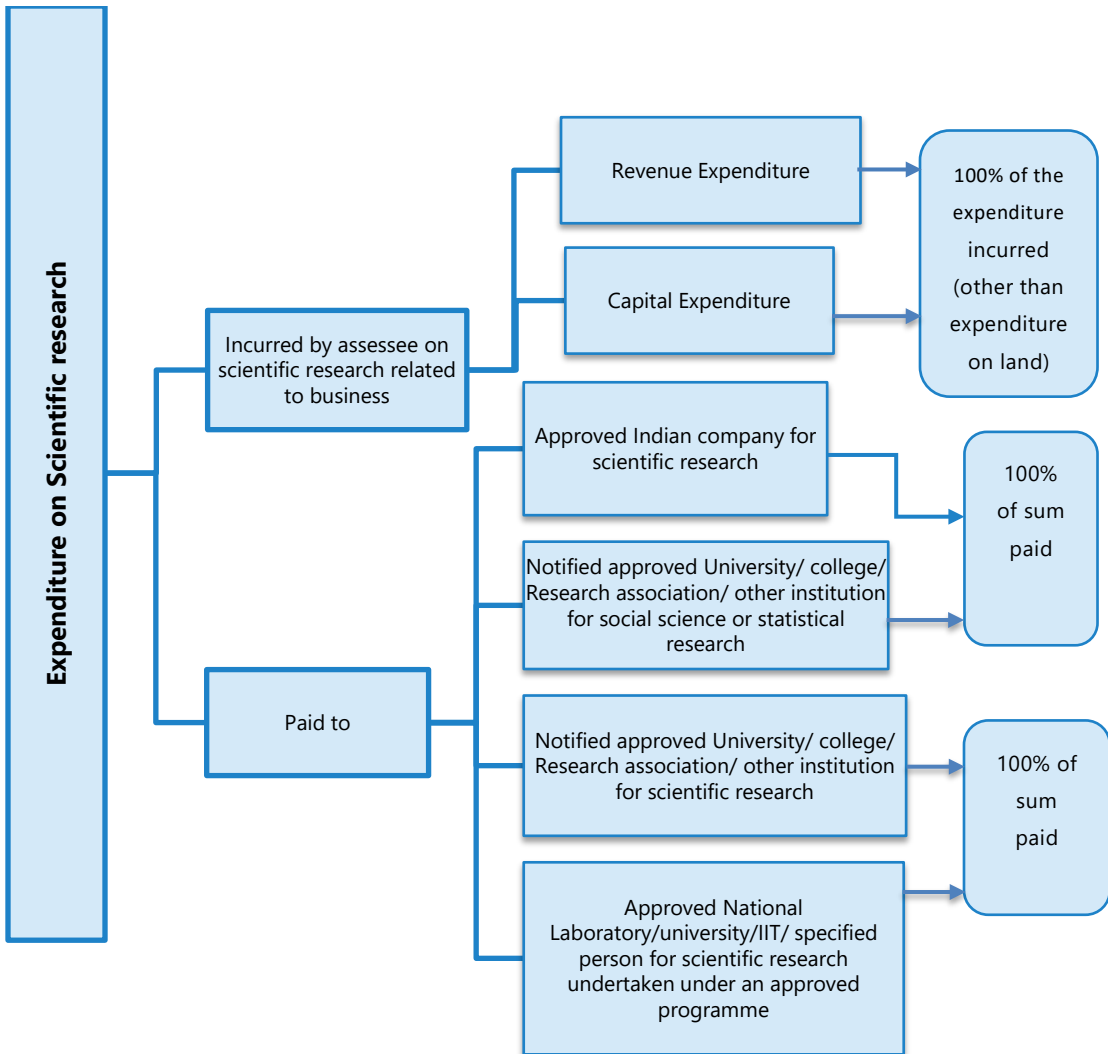 Expenditure on Scientific research
Incurred by assessee on
scientific research related
to business
Revenue Expenditure
Capital Expenditure
100% of the
expenditure
incurred
(other than
expenditure
on land)
Paid to
Approved Indian company for
scientific research
Notified approved University/ college/
Research association/ other institution
for social science or statistical
research
100%
of sum
paid
Notified approved University/ college/
Research association/ other institution
for scientific research
Approved National
Laboratory/university/IIT/ specified
person for scientific research
undertaken under an approved
programme
100% of
sum
paid